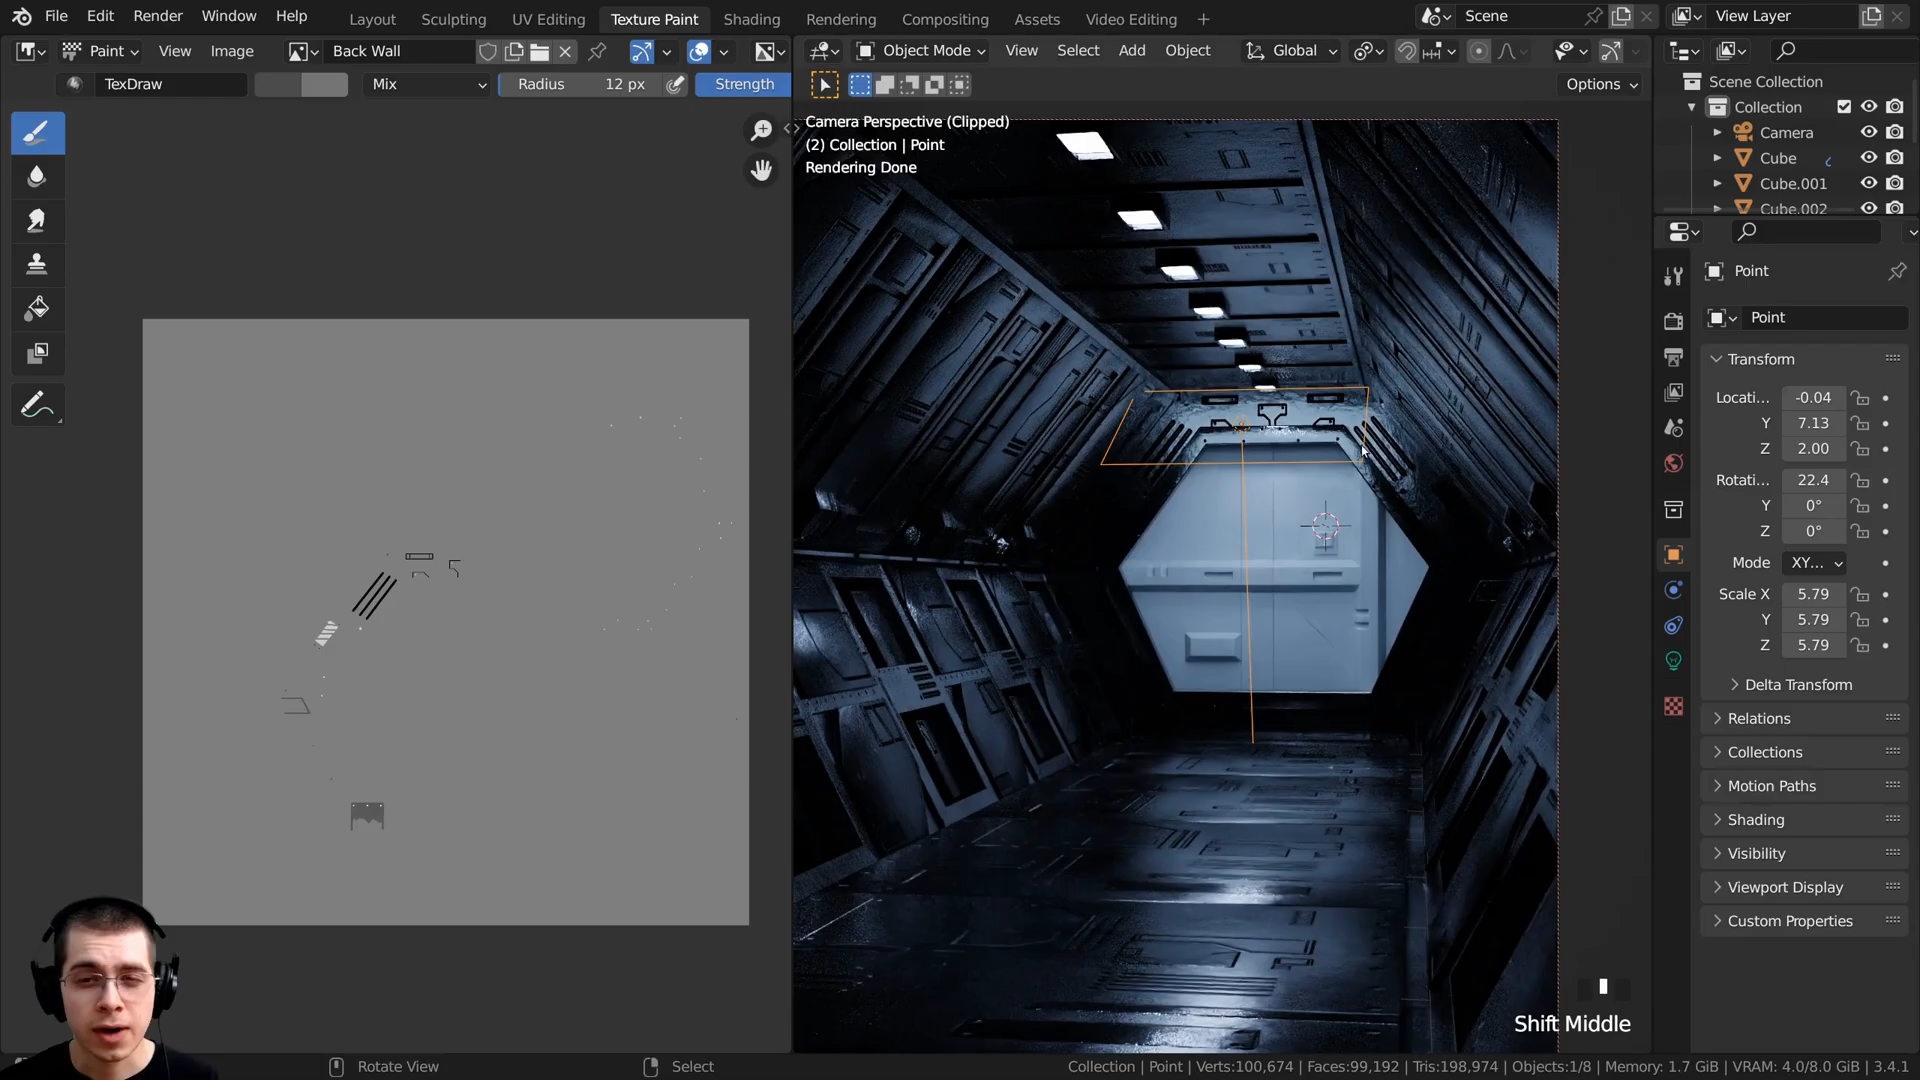 File Edit Render Window Help Layout Sculpting UV Editing Texture Paint Shading Rendering Compositing Assets Video Editing + Scene View Layer
Paint View Image Back Wall Object Mode View Select Add Object Global
TexDraw Mix Radius 12 px Strength Options
Scene Collection
Collection
Camera
Cube
Cube.001
Cube.002
Camera Perspective (Clipped)
(2) Collection | Point
Rendering Done
Point
Point
Transform
Locati... -0.04
Y 7.13
Z 2.00
Rotati... 22.4
Y 0°
Z 0°
Mode XY...
Scale X 5.79
Y 5.79
Z 5.79
Delta Transform
Relations
Collections
Motion Paths
Shading
Visibility
Viewport Display
Custom Properties
Shift Middle
Rotate View Select Collection | Point | Verts:100,674 | Faces:99,192 | Tris:198,974 | Objects:1/8 | Memory: 1.7 GiB | VRAM: 4.0/8.0 GiB | 3.4.1